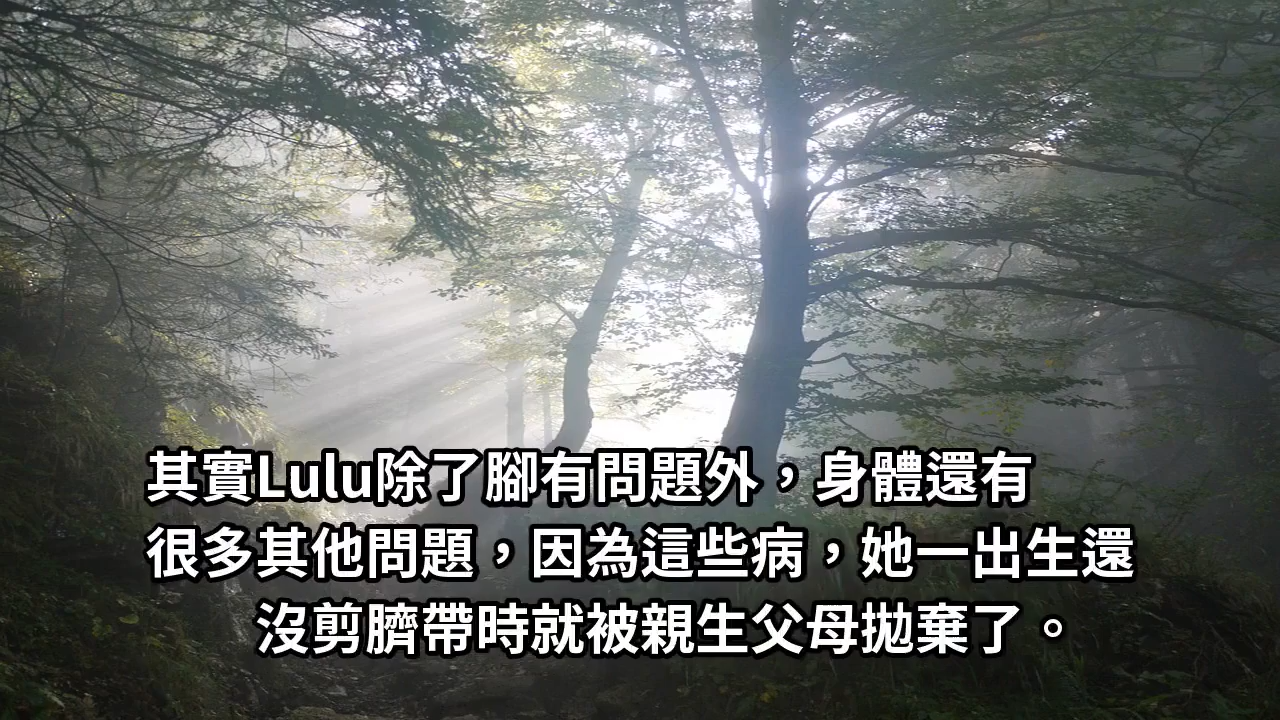 其實Lulu除了腳有問題外，身體還有
很多其他問題，因為這些病，她一出生還
沒剪臍帶時就被親生父母拋棄了。